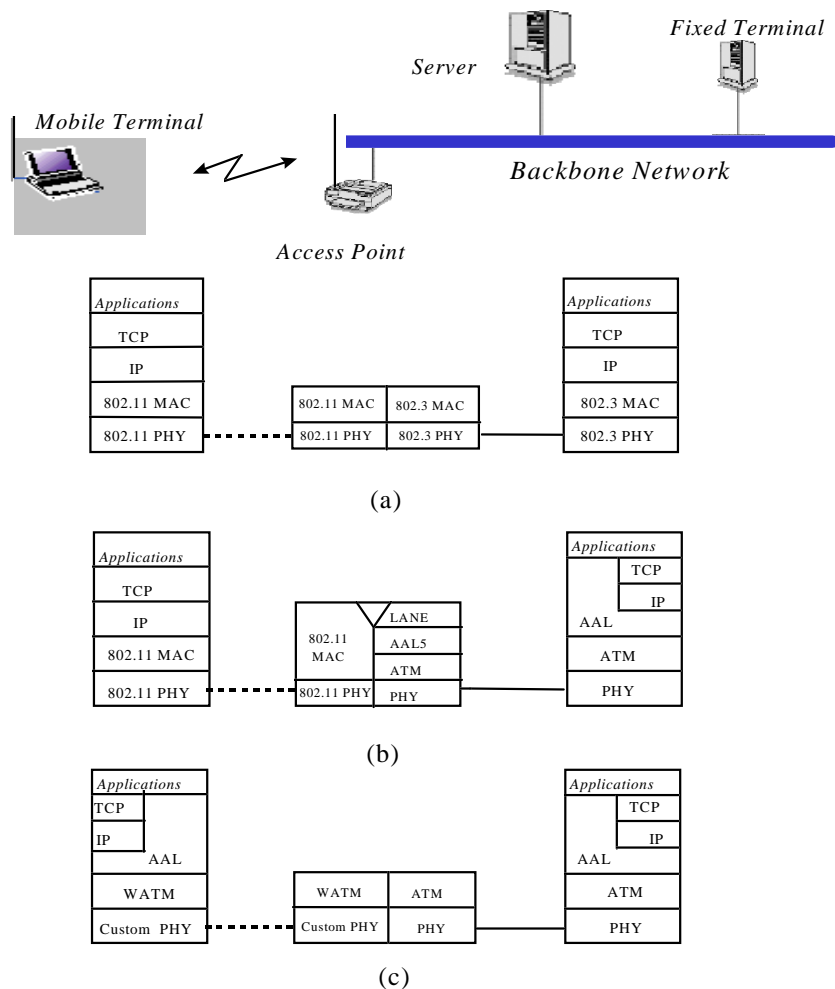 Fixed Terminal
Server
Mobile Terminal
Backbone Network
Access Point
Applications
TCP
IP
802.11 MAC
802.11 PHY
802.11 MAC
802.3 MAC
802.11 PHY
802.3 PHY
Applications
TCP
IP
802.3 MAC
802.3 PHY
(a)
Applications
TCP
IP
802.11 MAC
802.11 PHY
802.11
MAC
802.11 PHY
LANE
AAL5
ATM
PHY
Applications
TCP
IP
AAL
ATM
PHY
(b)
Applications
TCP
IP
AAL
WATM
Custom PHY
WATM
ATM
Custom PHY
PHY
Applications
TCP
IP
AAL
ATM
PHY
(c)